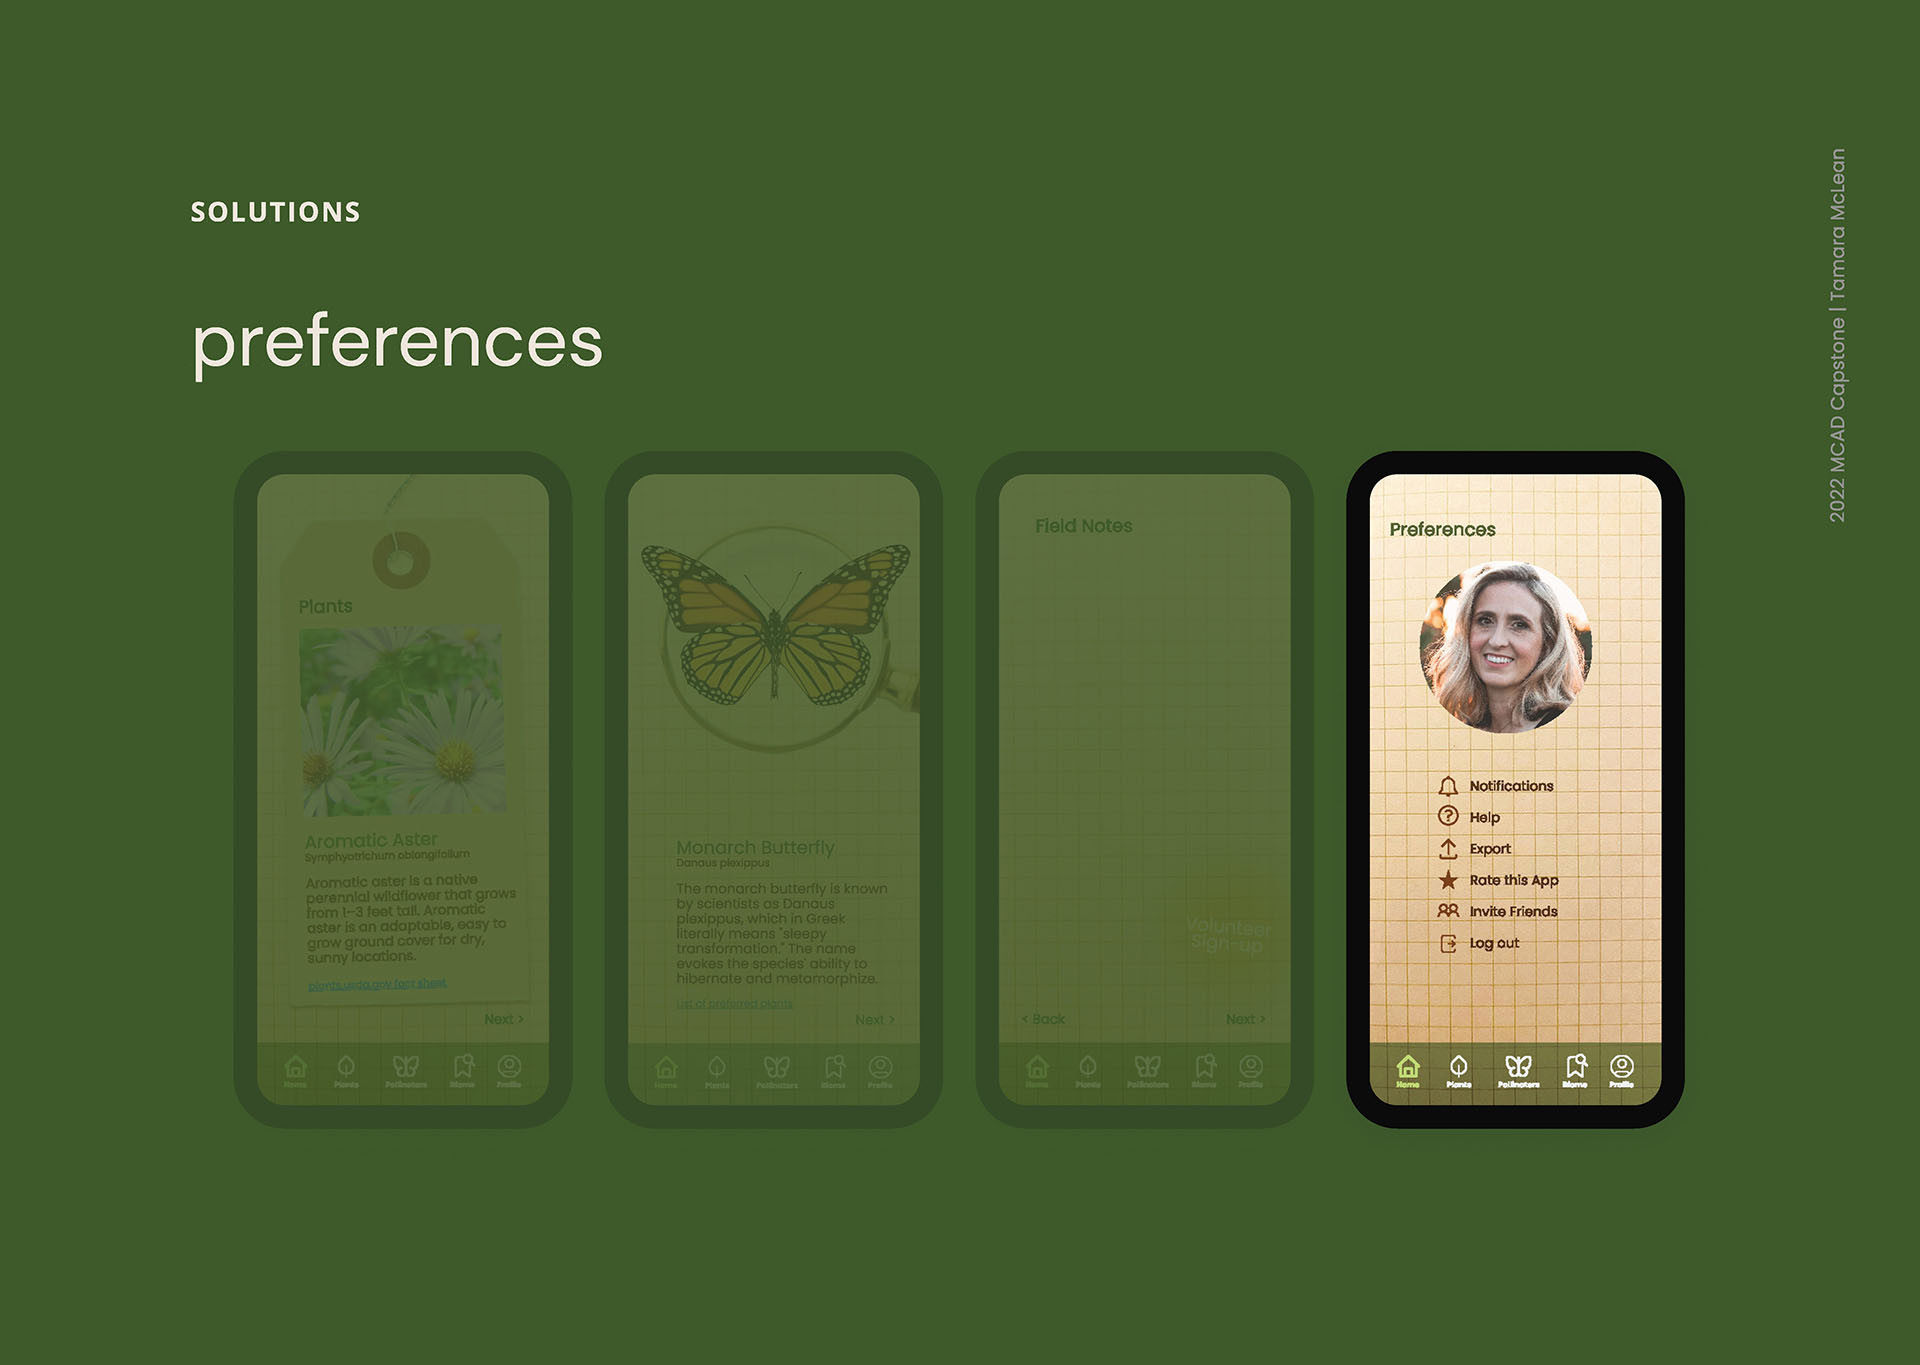 SOLUTIONS
preferences
2022 MCAD Capstone | Tamara McLean
Plants
Aromatic Aster
Symphyotrichum oblongifolium
Aromatic aster is a native
perennial wildflower that grows
from 1–3 feet tall. Aromatic
aster is an adaptable, easy to
grow ground cover for dry,
sunny locations.
plants.usda.gov fact sheet
Next >
Home
Plants
Pollinators
Biome
Profile
Monarch Butterfly
Danaus plexippus
The monarch butterfly is known
by scientists as Danaus
plexippus, which in Greek
literally means "sleepy
transformation." The name
evokes the species' ability to
hibernate and metamorphize.
List of preferred plants
Next >
Home
Plants
Pollinators
Biome
Profile
Field Notes
Volunteer
Sign-up
< Back
Next >
Home
Plants
Pollinators
Biome
Profile
Preferences
Notifications
Help
Export
Rate this App
Invite Friends
Log out
Home
Plants
Pollinators
Biome
Profile